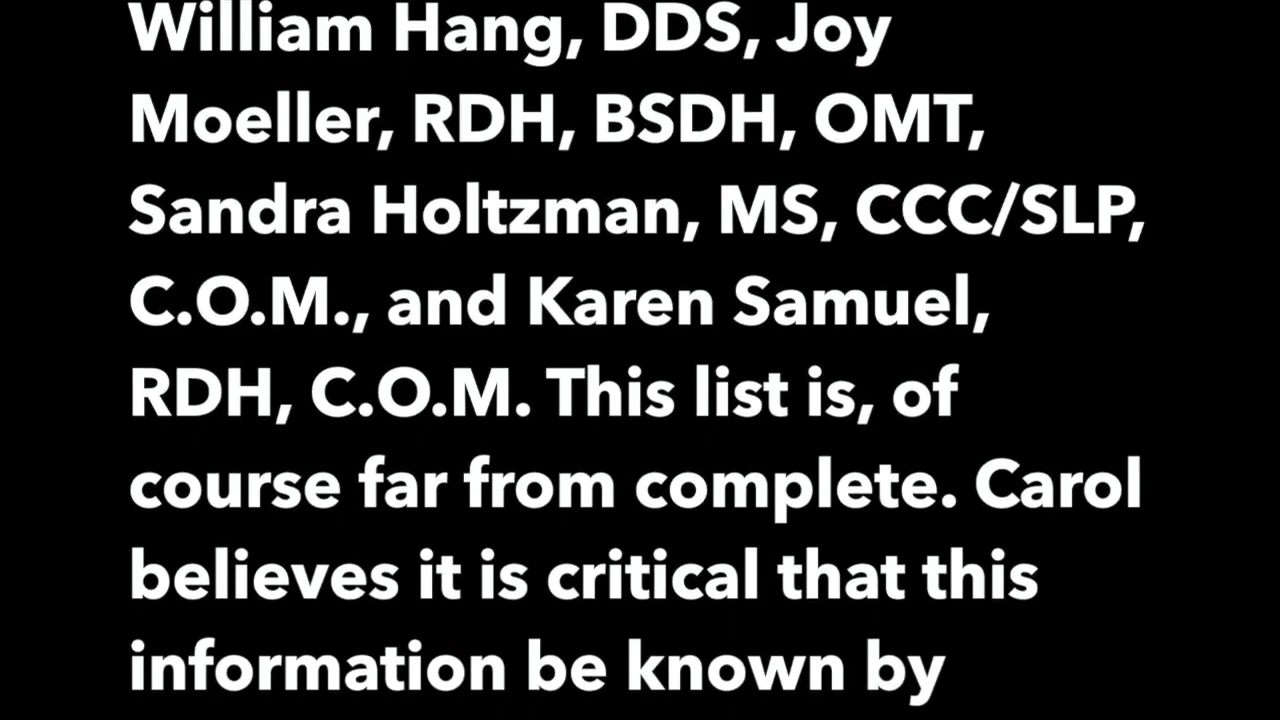 William Hang, DDS, Joy
Moeller, RDH, BSDH, OMT,
Sandra Holtzman, MS, CCC/SLP,
C.O.M., and Karen Samuel,
RDH, C.O.M. This list is, of
course far from complete. Carol
believes it is critical that this
information be known by